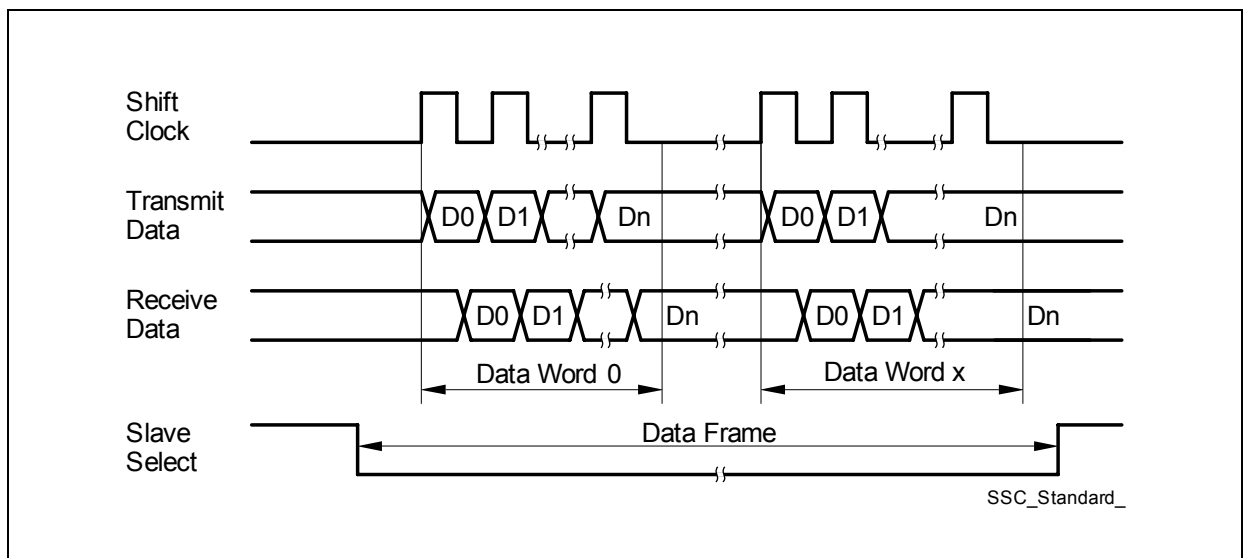 Shift
Clock
Transmit
Data
D0 D1 Dn D0 D1 Dn
Receive
Data
D0 D1 Dn D0 D1 Dn
Data Word 0 Data Word x
Slave
Select
Data Frame
SSC_Standard_